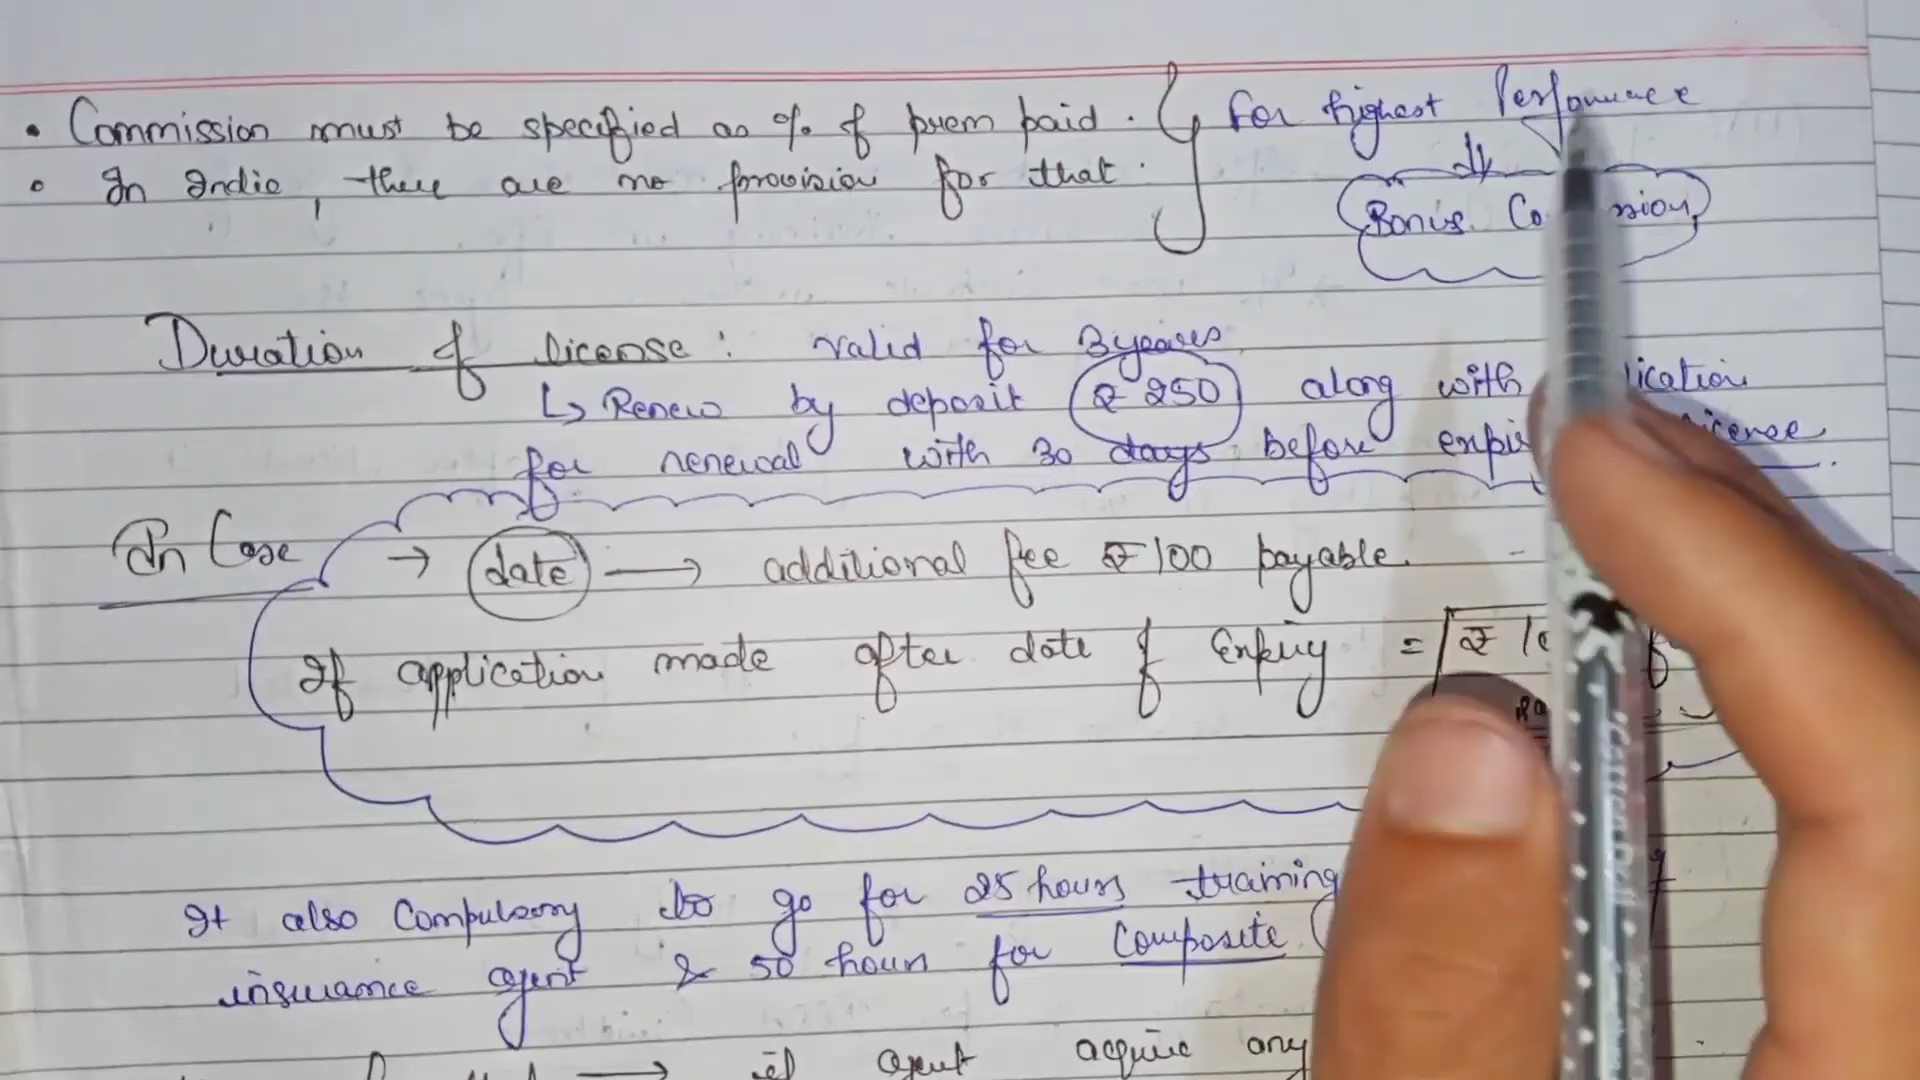 • Commission must be specified as % of prem paid. } for highest Performance
• In India, there are no provision for that.
Bonus
Duration of license : valid for 3 years
↳ Renew by deposit ₹ 250 along with
for renewal with 30 days before
In Case → date → additional fee ₹ 100 payable.
If application made after date of Expiry = ₹
It also Compulsory to go for 25 hours training
insurance agent & 50 hours for Composite
→ if agent acquire any